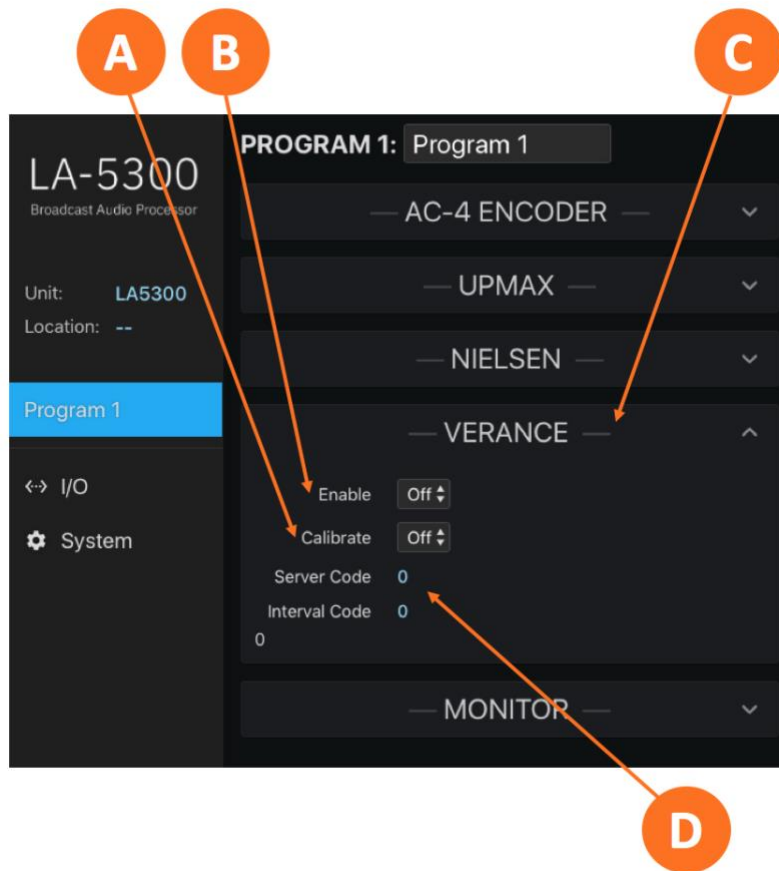 A B C
LA-5300
Broadcast Audio Processor
Unit: LA5300
Location: --
Program 1
I/O
System
PROGRAM 1: Program 1
AC-4 ENCODER
UPMAX
NIELSEN
VERANCE
Enable Off
Calibrate Off
Server Code 0
Interval Code 0
0
MONITOR
D